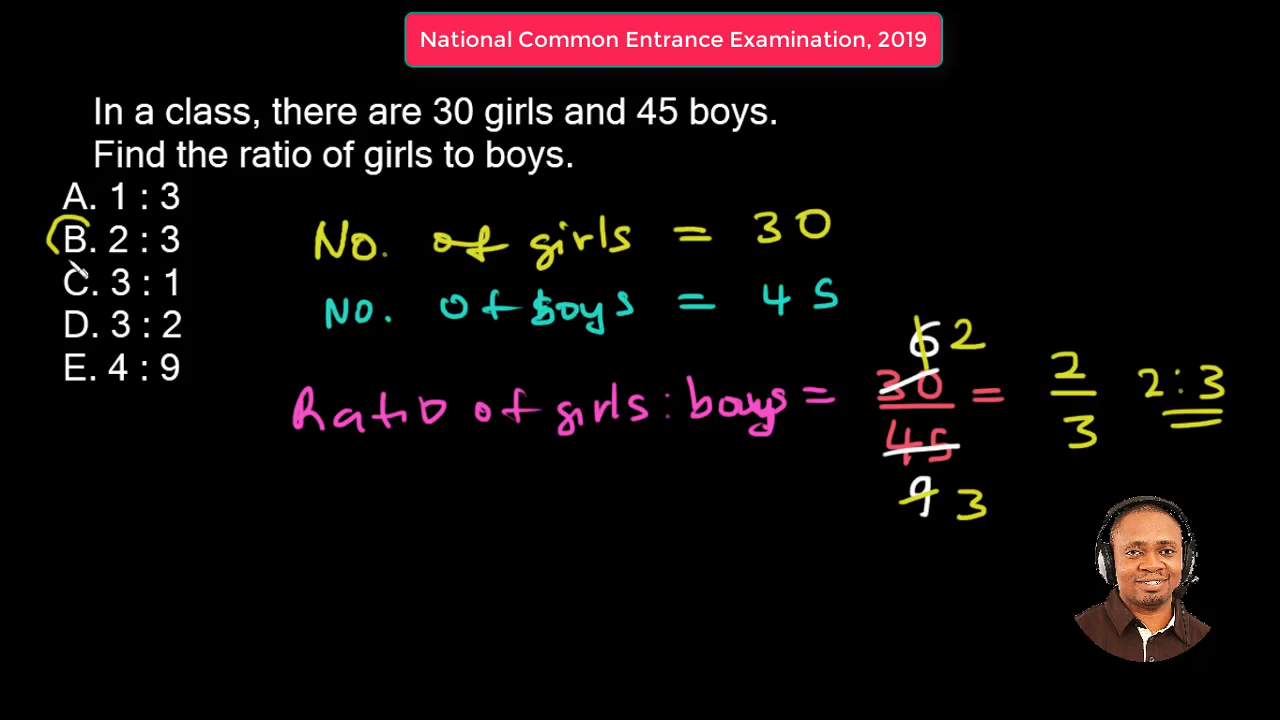 National Common Entrance Examination, 2019
In a class, there are 30 girls and 45 boys.
Find the ratio of girls to boys.
A. 1 : 3
B. 2 : 3
C. 3 : 1
D. 3 : 2
E. 4 : 9
No. of girls = 30
No. of boys = 45
6 2
Ratio of girls : boys = 30/45 = 2/3 2:3
9 3